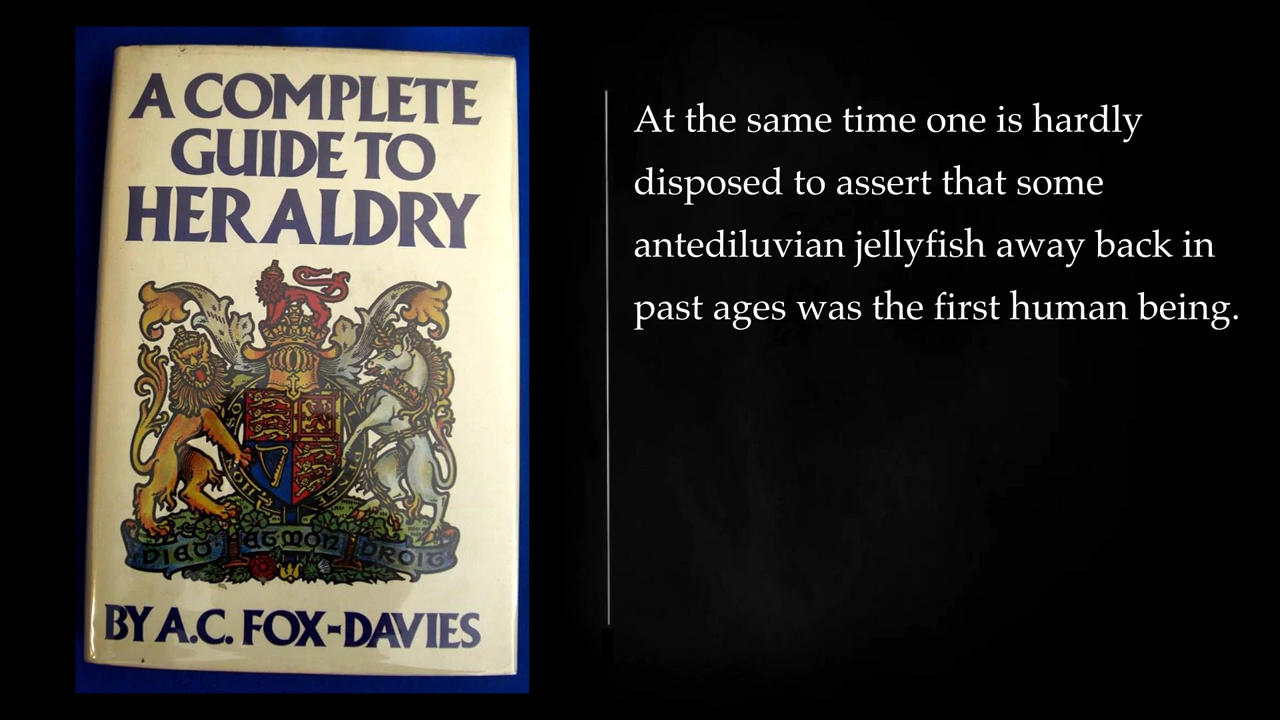 A COMPLETE
GUIDE TO
HERALDRY
DIEU ET MON DROIT
BY A.C. FOX-DAVIES
At the same time one is hardly
disposed to assert that some
antediluvian jellyfish away back in
past ages was the first human being.